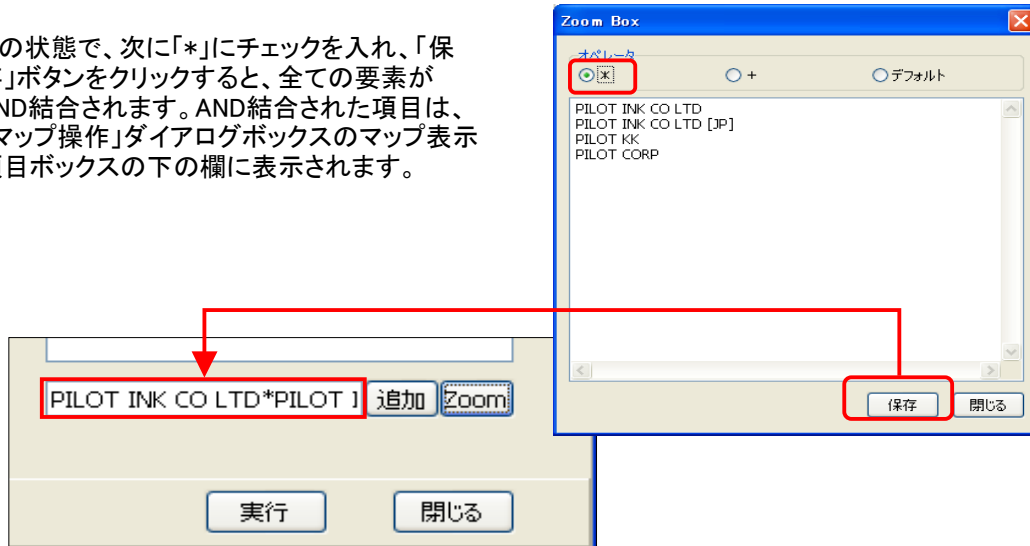 の状態で、次に「*」にチェックを入れ、「保
」ボタンをクリックすると、全ての要素が
ND結合されます。AND結合された項目は、
マップ操作」ダイアログボックスのマップ表示
目ボックスの下の欄に表示されます。
Zoom Box
オペレータ
*
+
デフォルト
PILOT INK CO LTD
PILOT INK CO LTD [JP]
PILOT KK
PILOT CORP
保存
閉じる
PILOT INK CO LTD*PILOT I
追加
Zoom
実行
閉じる